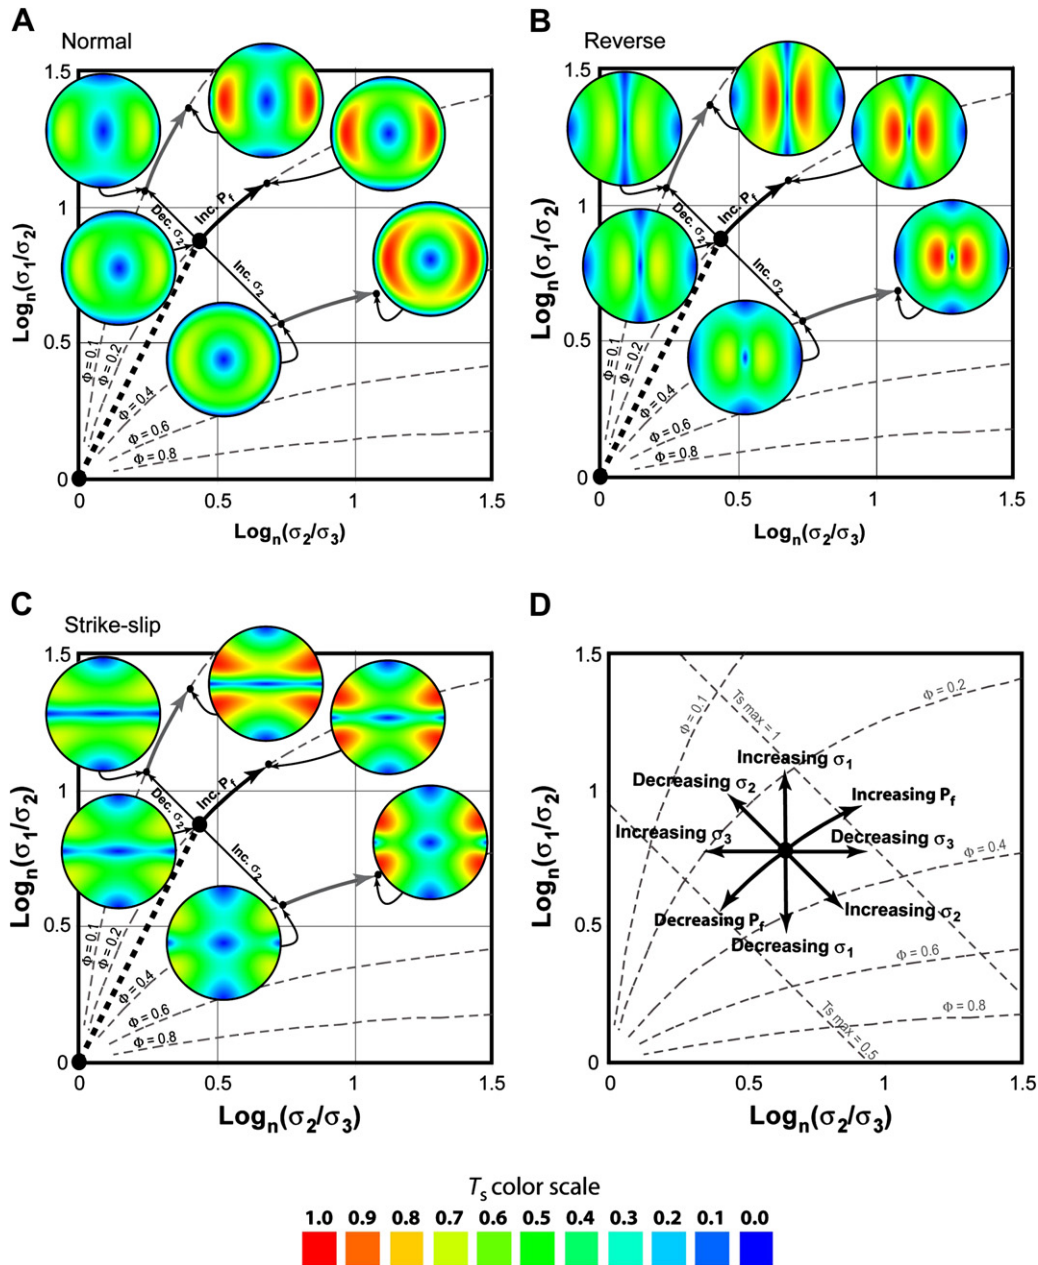 A
Normal
1.5
1
0.5
0
Log_n(σ₁/σ₂)
Dec. σ₂
Inc. P_f
Inc. σ₂
Φ = 0.1
Φ = 0.2
Φ = 0.4
Φ = 0.6
Φ = 0.8
0
0.5
1
1.5
Log_n(σ₂/σ₃)
B
Reverse
1.5
1
0.5
0
Log_n(σ₁/σ₂)
Dec. σ₂
Inc. P_f
Inc. σ₂
Φ = 0.1
Φ = 0.2
Φ = 0.4
Φ = 0.6
Φ = 0.8
0
0.5
1
1.5
Log_n(σ₂/σ₃)
C
Strike-slip
1.5
1
0.5
0
Log_n(σ₁/σ₂)
Dec. σ₂
Inc. P_f
Inc. σ₂
Φ = 0.1
Φ = 0.2
Φ = 0.4
Φ = 0.6
Φ = 0.8
0
0.5
1
1.5
Log_n(σ₂/σ₃)
D
1.5
1
0.5
0
Log_n(σ₁/σ₂)
Φ = 0.1
Ts max = 1
Φ = 0.2
Increasing σ₁
Decreasing σ₂
Increasing P_f
Increasing σ₃
Decreasing σ₃
Φ = 0.4
Decreasing P_f
Increasing σ₂
Decreasing σ₁
Φ = 0.6
Ts max = 0.5
Φ = 0.8
0
0.5
1
1.5
Log_n(σ₂/σ₃)
T_s color scale
1.0 0.9 0.8 0.7 0.6 0.5 0.4 0.3 0.2 0.1 0.0